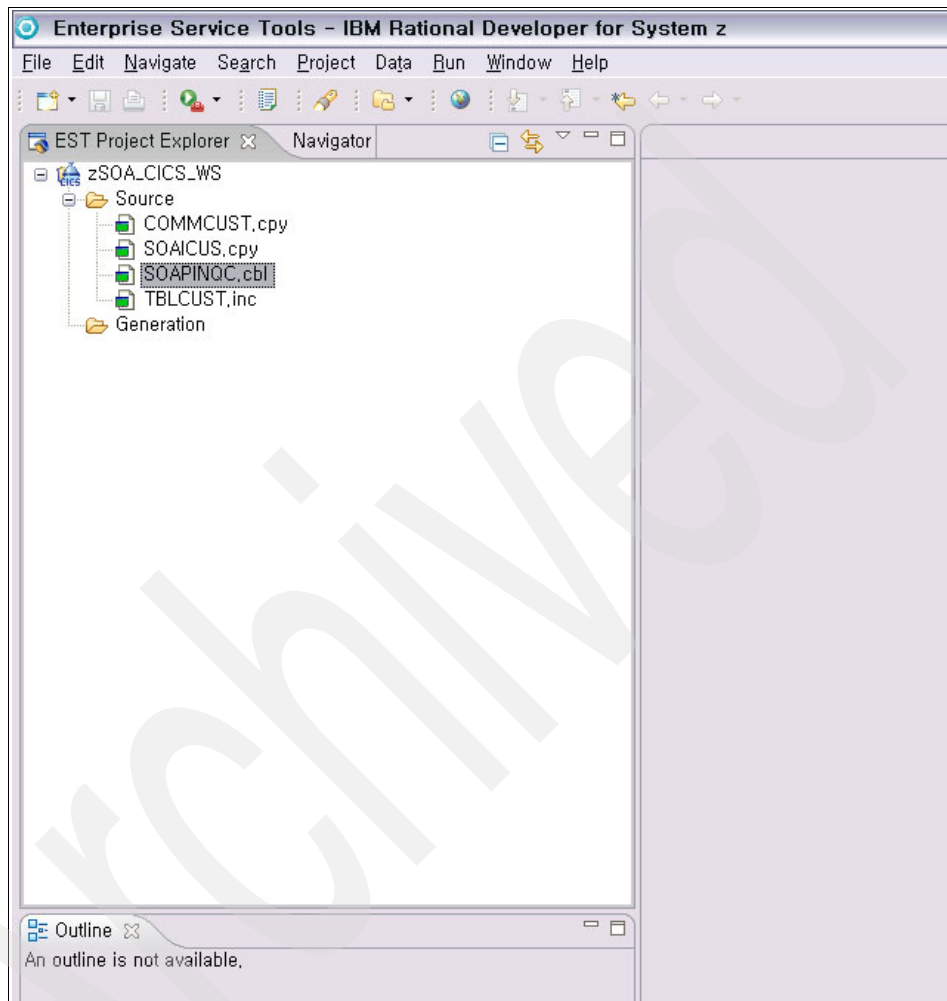 Enterprise Service Tools - IBM Rational Developer for System z
File Edit Navigate Search Project Data Run Window Help
EST Project Explorer Navigator
zSOA_CICS_WS
Source
COMMCUST.cpy
SOAICUS.cpy
SOAPINQC.cbl
TBLCUST.inc
Generation
Outline
An outline is not available.
Archived